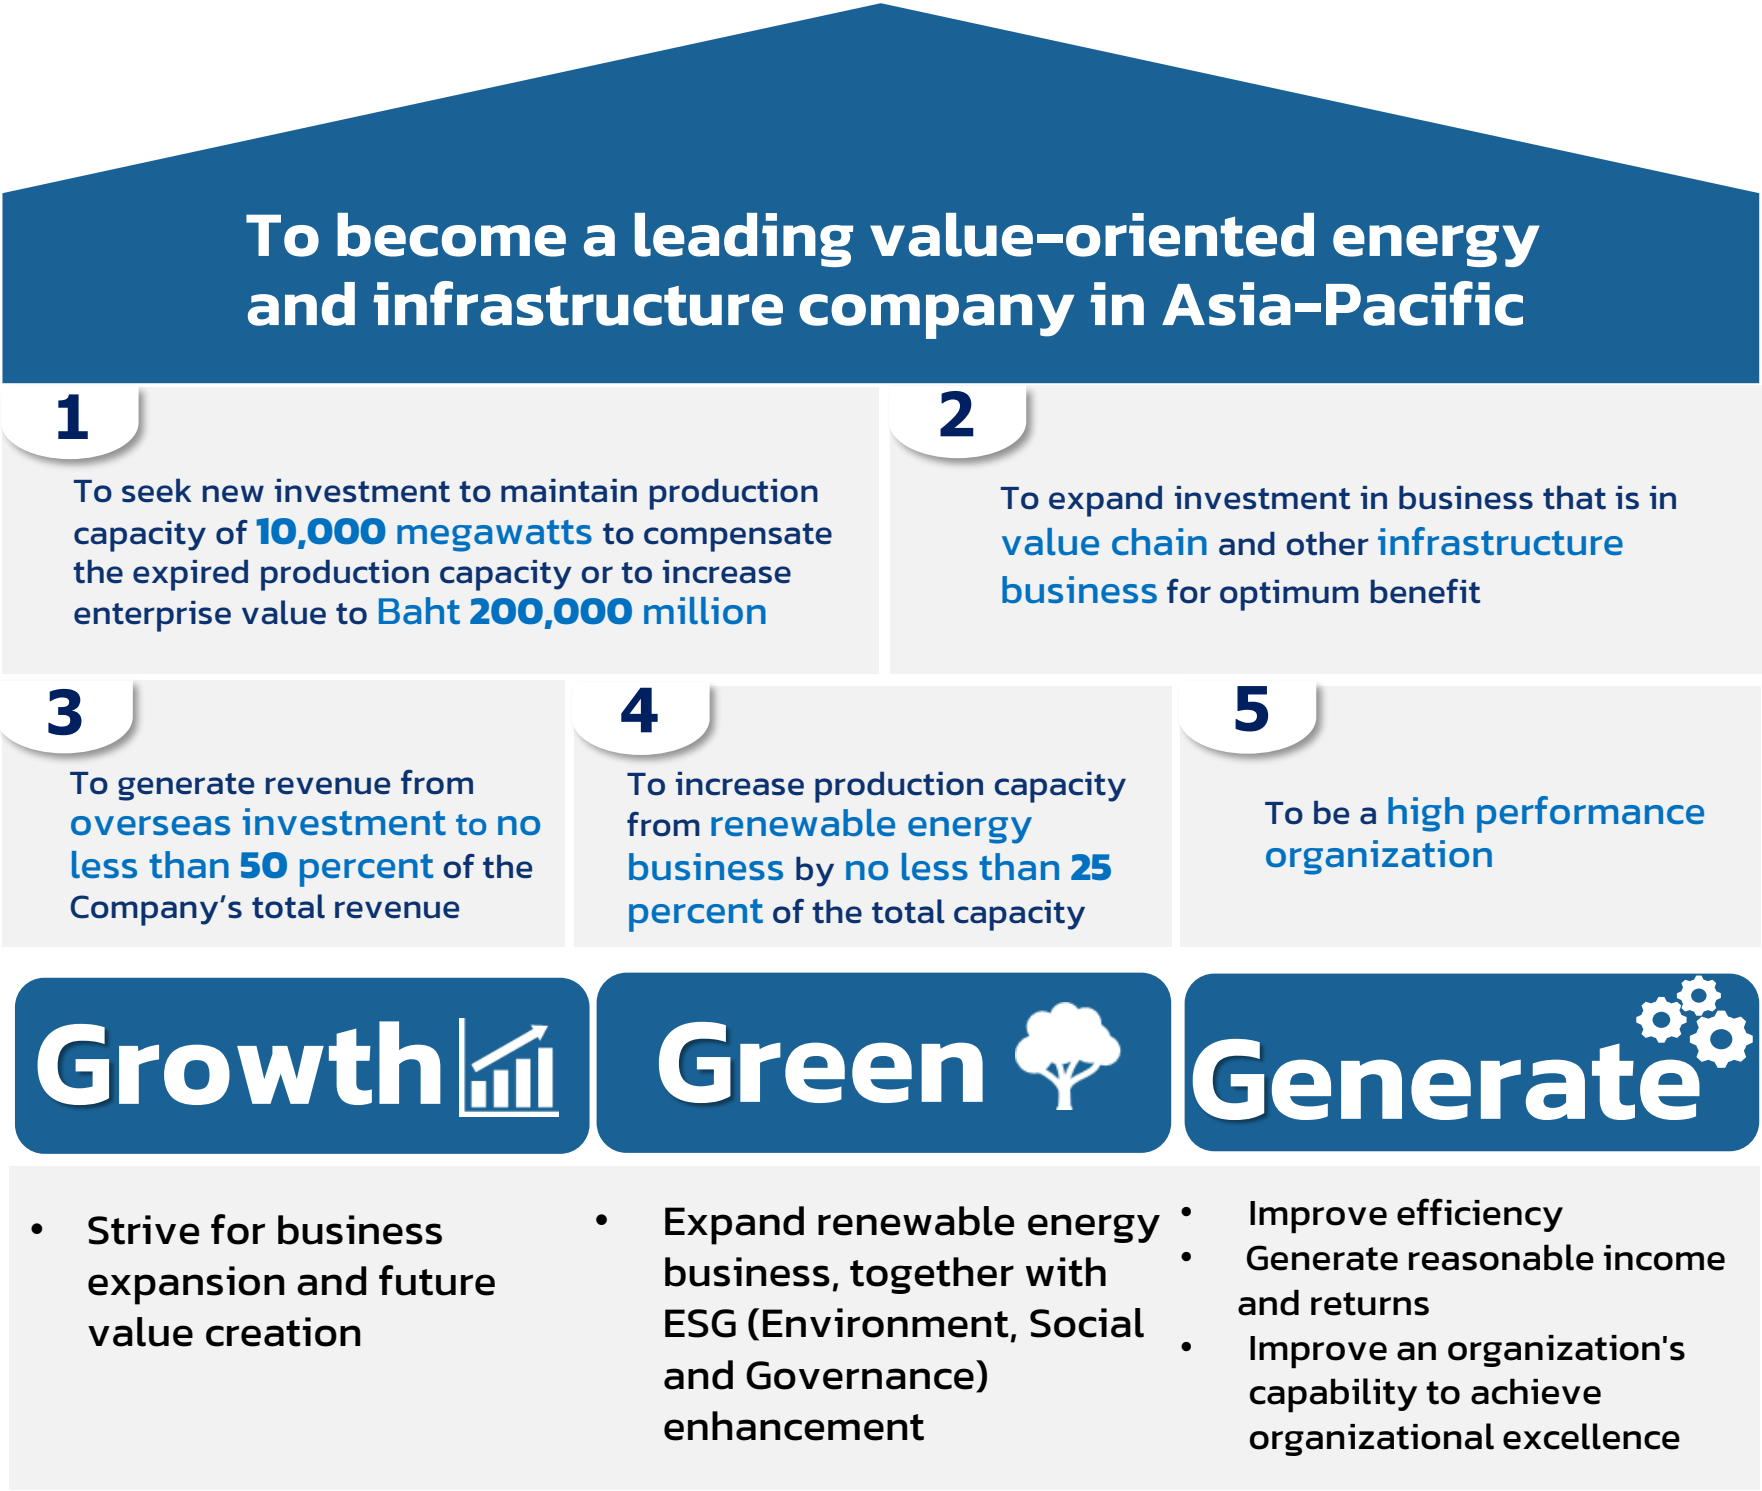 To become a leading value-oriented energy
and infrastructure company in Asia-Pacific
1
To seek new investment to maintain production
capacity of 10,000 megawatts to compensate
the expired production capacity or to increase
enterprise value to Baht 200,000 million
2
To expand investment in business that is in
value chain and other infrastructure
business for optimum benefit
3
To generate revenue from
overseas investment to no
less than 50 percent of the
Company's total revenue
4
To increase production capacity
from renewable energy
business by no less than 25
percent of the total capacity
5
To be a high performance
organization
Growth
Green
Generate
• Strive for business
expansion and future
value creation
• Expand renewable energy
business, together with
ESG (Environment, Social
and Governance)
enhancement
• Improve efficiency
• Generate reasonable income
and returns
• Improve an organization's
capability to achieve
organizational excellence